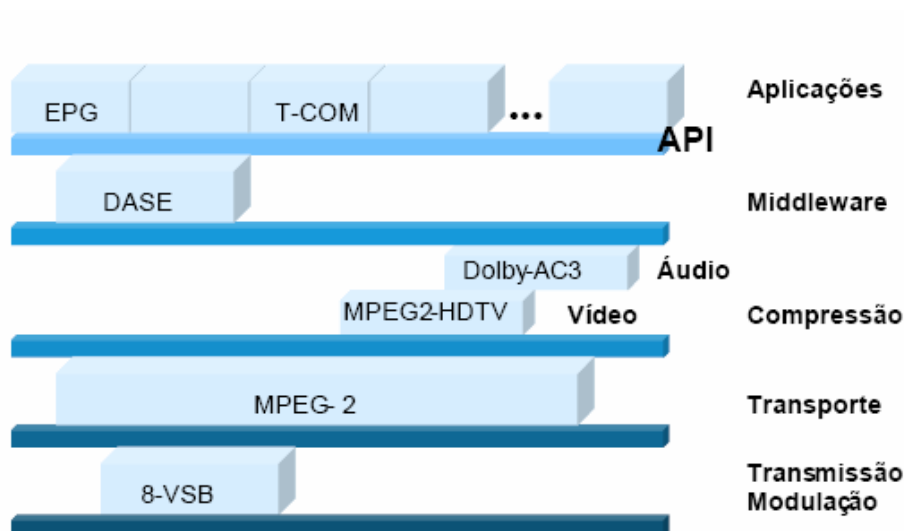 EPG
T-COM
...
Aplicações
API
DASE
Middleware
Dolby-AC3
Áudio
MPEG2-HDTV
Vídeo
Compressão
MPEG- 2
Transporte
8-VSB
Transmissão
Modulação